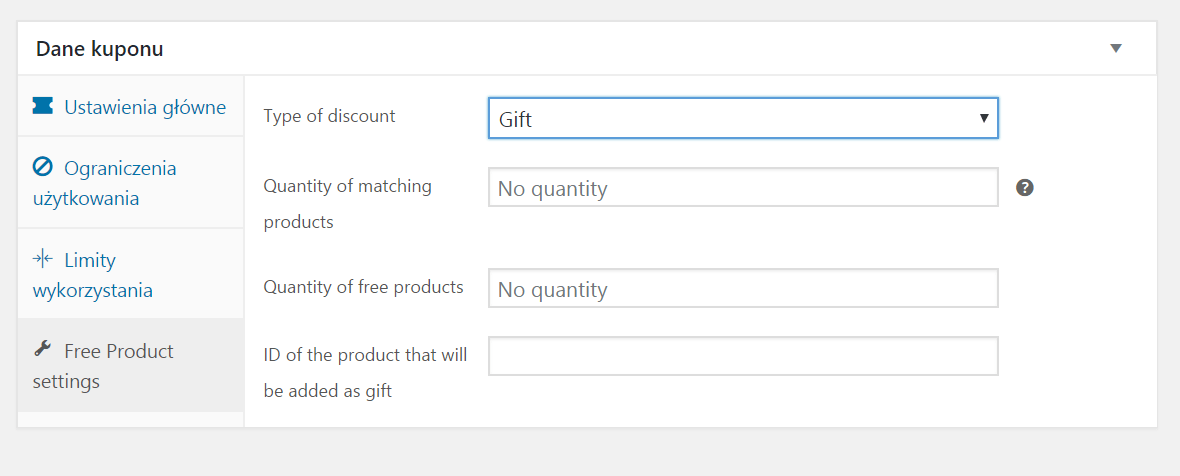 Dane kuponu
Ustawienia główne
Ograniczenia
użytkowania
Limity
wykorzystania
Free Product
settings
Type of discount
Gift
Quantity of matching
products
No quantity
Quantity of free products
No quantity
ID of the product that will
be added as gift